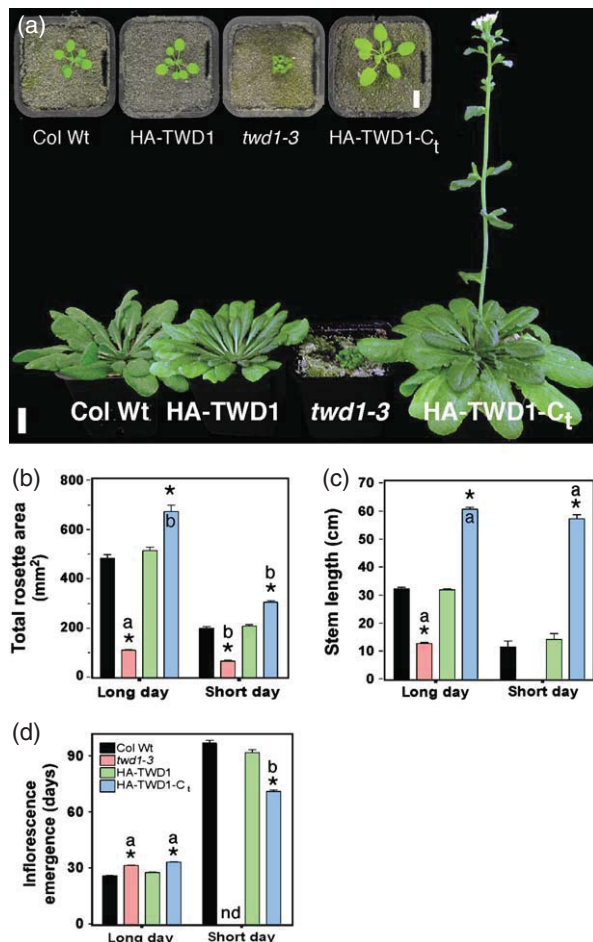 (a)
Col Wt HA-TWD1 twd1-3 HA-TWD1-Ct
Col Wt HA-TWD1 twd1-3 HA-TWD1-Ct
(b)
Total rosette area
(mm²)
800
600
400
200
0
*
b
a
*
b
*
b
*
Long day Short day
(c)
Stem length (cm)
70
60
50
40
30
20
10
0
*
a
a
*
a
*
Long day Short day
(d)
Inflorescence
emergence (days)
90
60
30
0
Col Wt
twd1-3
HA-TWD1
HA-TWD1-Ct
a
*
a
*
b
*
nd
Long day Short day